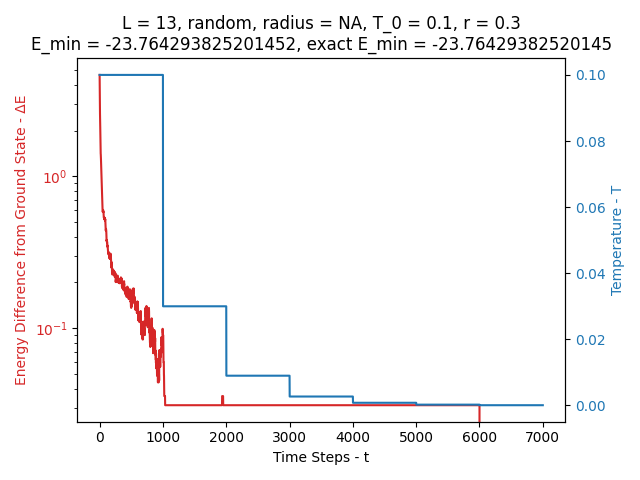 L = 13, random, radius = NA, T_0 = 0.1, r = 0.3
E_min = -23.764293825201452, exact E_min = -23.76429382520145
Energy Difference from Ground State - ΔE
10⁰
10⁻¹
0.10
0.08
0.06
0.04
0.02
0.00
Temperature - T
0 1000 2000 3000 4000 5000 6000 7000
Time Steps - t